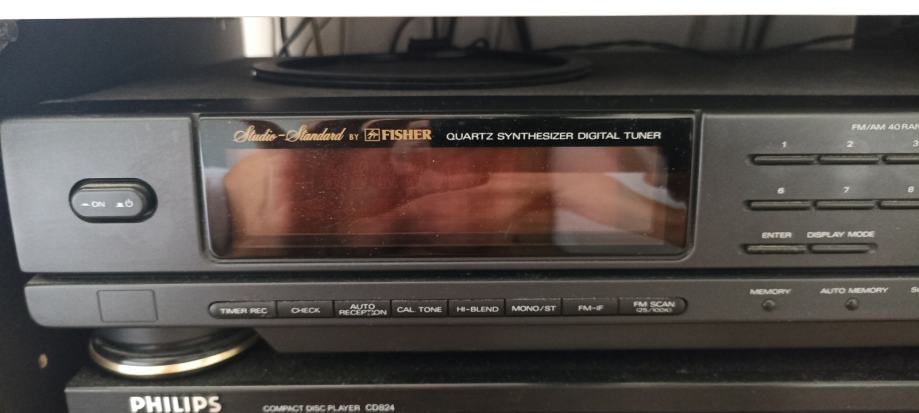 Studio-Standard BY FISHER QUARTZ SYNTHESIZER DIGITAL TUNER
FM/AM 40 RAN
1 2 3
6 7 8
ON
ENTER DISPLAY MODE
TIMER REC CHECK AUTO RECEPTION CAL. TONE HI-BLEND MONO/ST FM-IF FM SCAN (25/100K)
MEMORY AUTO MEMORY
PHILIPS COMPACT DISC PLAYER CD824